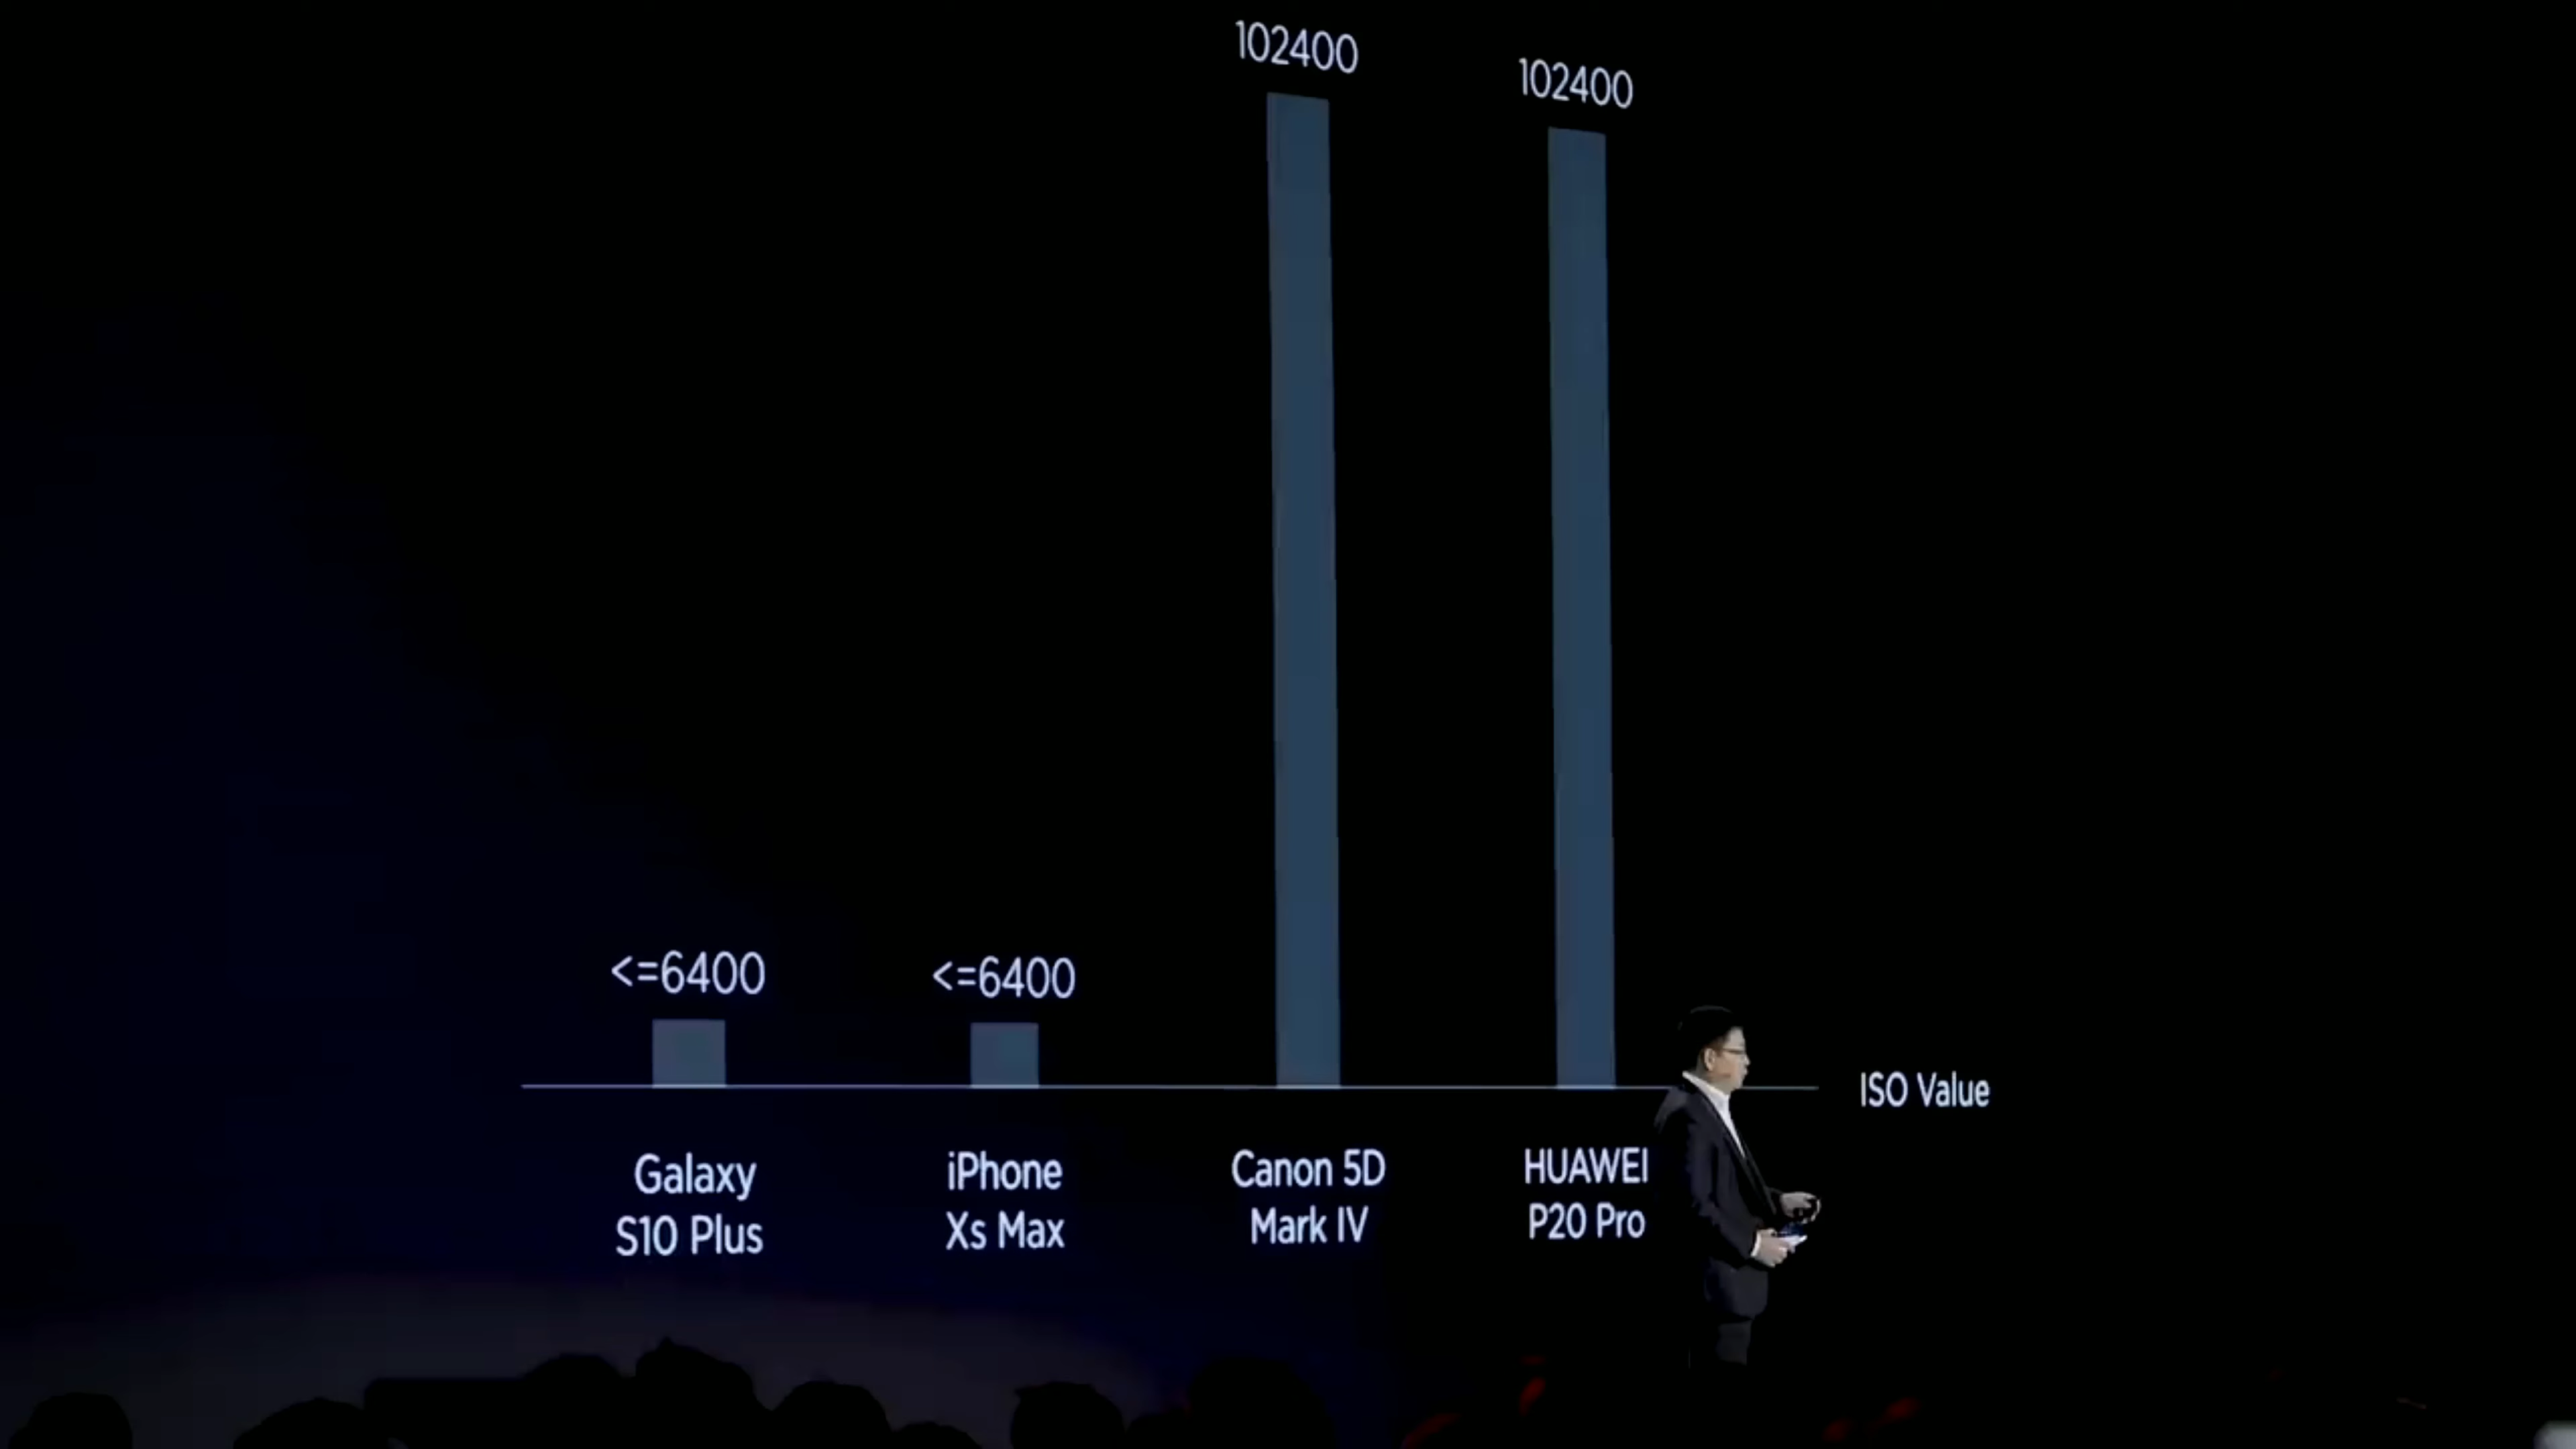 102400
102400
<=6400
<=6400
ISO Value
Galaxy
S10 Plus
iPhone
Xs Max
Canon 5D
Mark IV
HUAWEI
P20 Pro